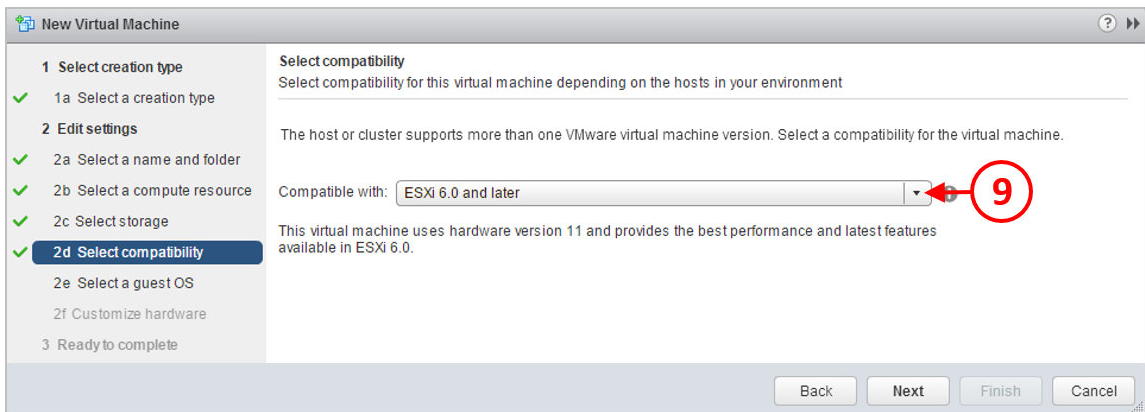 New Virtual Machine
?
1 Select creation type
1a Select a creation type
2 Edit settings
2a Select a name and folder
2b Select a compute resource
2c Select storage
2d Select compatibility
2e Select a guest OS
2f Customize hardware
3 Ready to complete
Select compatibility
Select compatibility for this virtual machine depending on the hosts in your environment
The host or cluster supports more than one VMware virtual machine version. Select a compatibility for the virtual machine.
Compatible with: ESXi 6.0 and later
9
This virtual machine uses hardware version 11 and provides the best performance and latest features
available in ESXi 6.0.
Back Next Finish Cancel